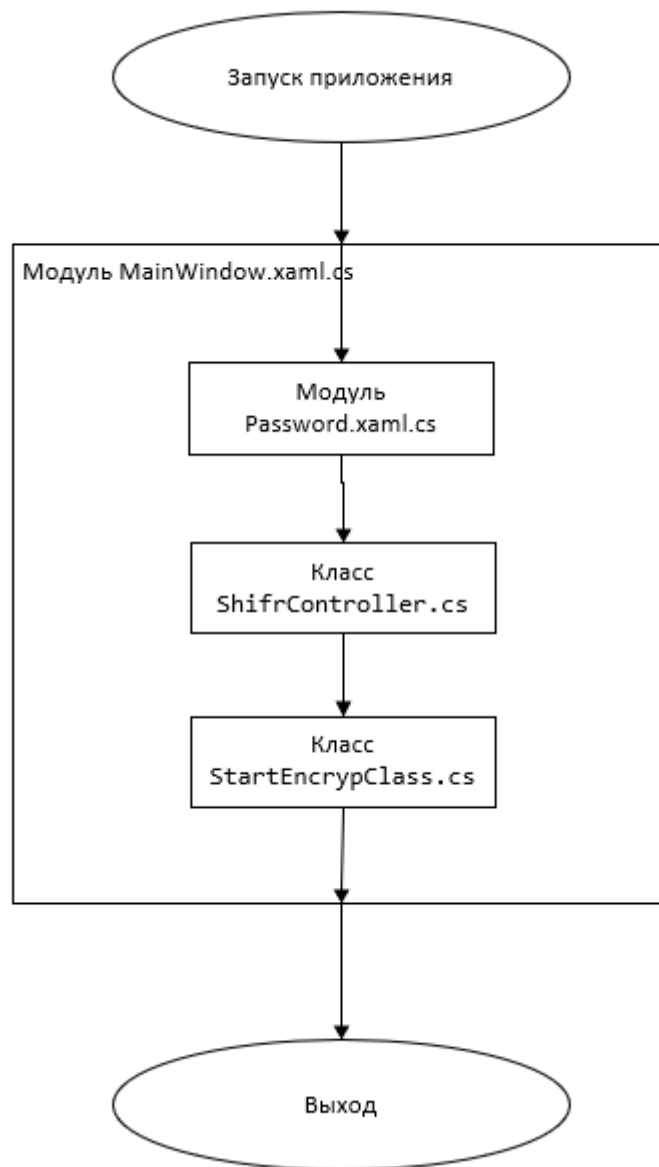 Запуск приложения
Модуль MainWindow.xaml.cs
Модуль
Password.xaml.cs
Класс
ShifrController.cs
Класс
StartEncrypClass.cs
Выход